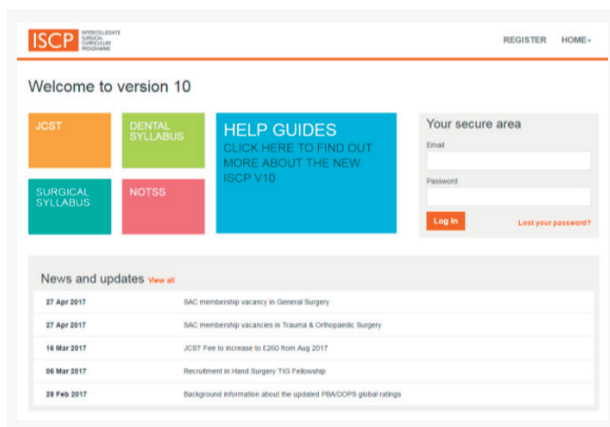 ISCP
INTERCOLLEGIATE
SURGICAL
CURRICULUM
PROGRAMME
REGISTER HOME
Welcome to version 10
JCST
DENTAL
SYLLABUS
SURGICAL
SYLLABUS
NOTSS
HELP GUIDES
CLICK HERE TO FIND OUT
MORE ABOUT THE NEW
ISCP V10
Your secure area
Email
Password
Log In
Lost your password?
News and updates View all
27 Apr 2017 SAC membership vacancy in General Surgery
27 Apr 2017 SAC membership vacancies in Trauma & Orthopaedic Surgery
16 Mar 2017 JCST Fee to increase to £260 from Aug 2017
06 Mar 2017 Recruitment in Hand Surgery TIG Fellowship
28 Feb 2017 Background information about the updated PBA/DOPS global ratings